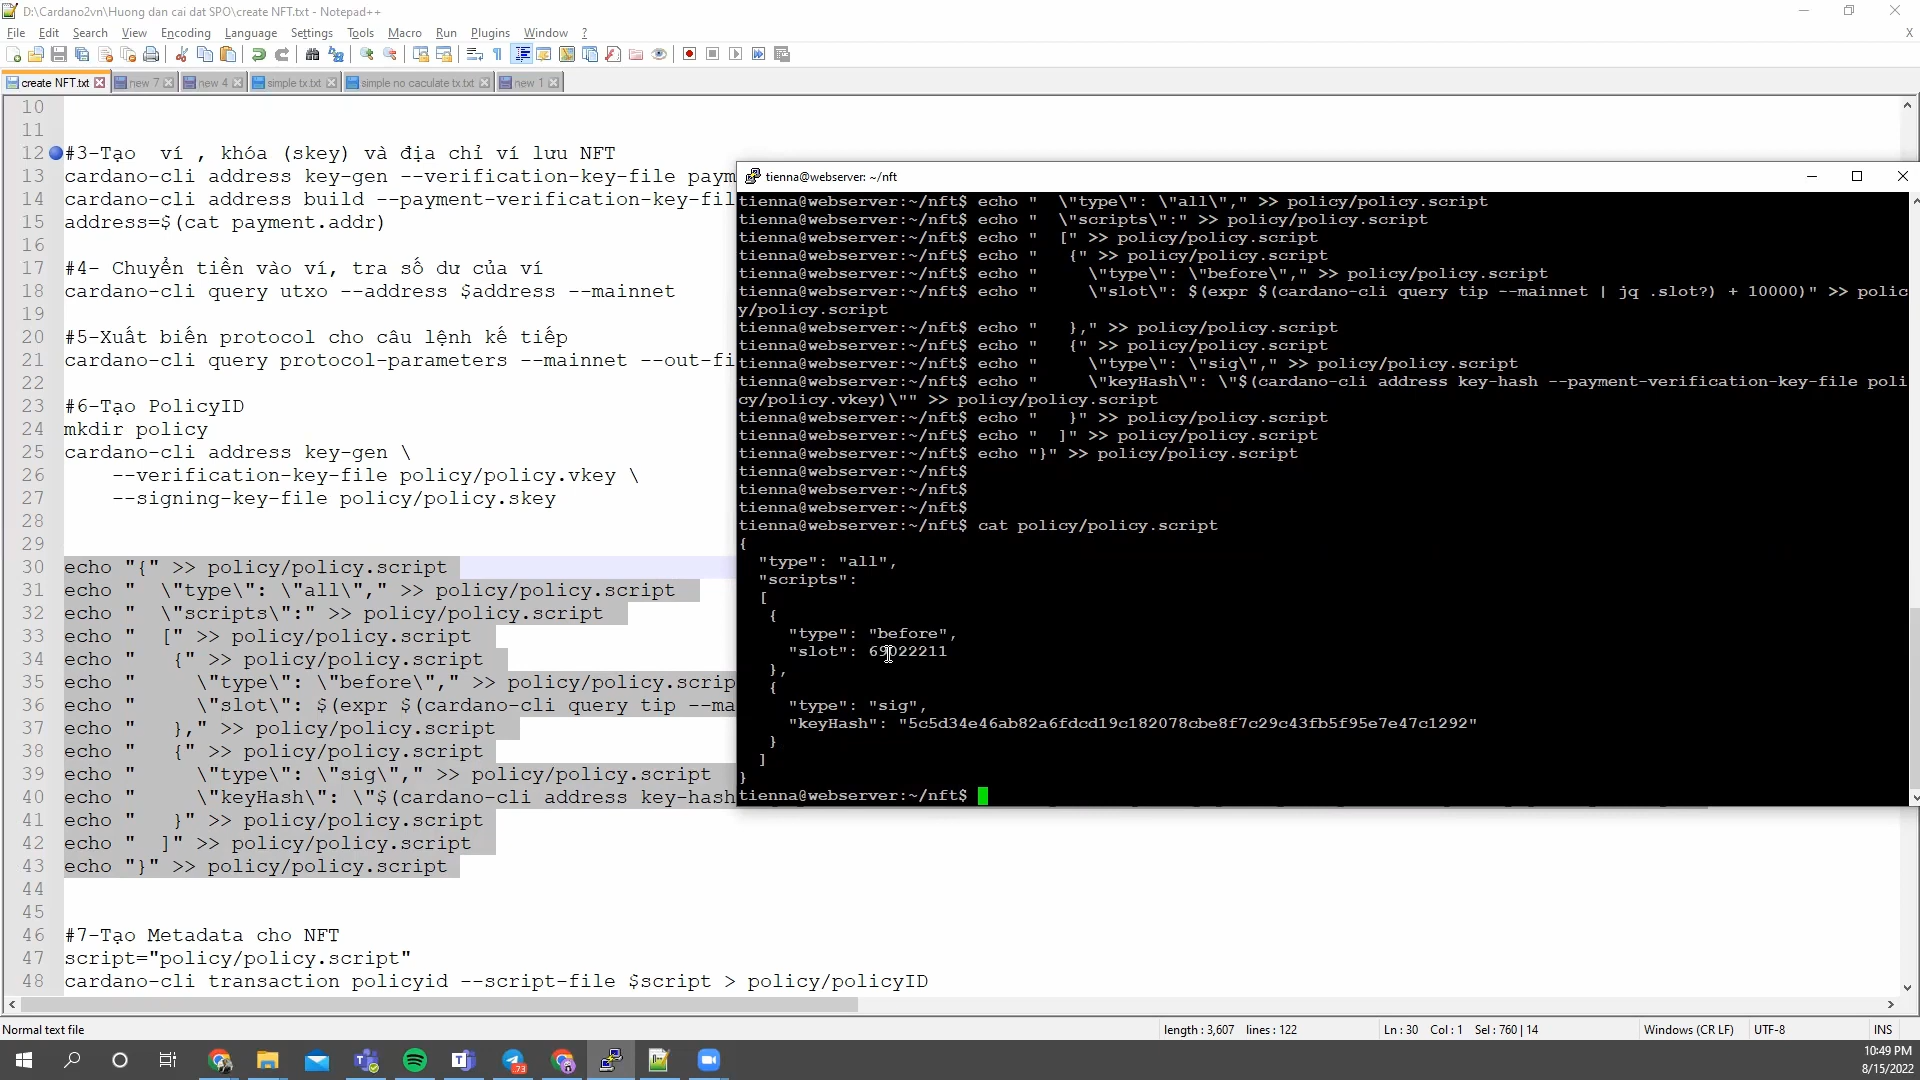 D:\Cardano2vn\Huong dan cai dat SPO\create NFT.txt - Notepad++
File Edit Search View Encoding Language Settings Tools Macro Run Plugins Window ? X
create NFT.txt new 7 new 4 simple tx.txt simple no caculate tx.txt new 1
10
11
12 #3-Tạo  ví , khóa (skey) và địa chỉ ví lưu NFT
13 cardano-cli address key-gen --verification-key-file paym
14 cardano-cli address build --payment-verification-key-fil
15 address=$(cat payment.addr)
16
17 #4- Chuyển tiền vào ví, tra số dư của ví
18 cardano-cli query utxo --address $address --mainnet
19
20 #5-Xuất biến protocol cho câu lệnh kế tiếp
21 cardano-cli query protocol-parameters --mainnet --out-fi
22
23 #6-Tạo PolicyID
24 mkdir policy
25 cardano-cli address key-gen \
26     --verification-key-file policy/policy.vkey \
27     --signing-key-file policy/policy.skey
28
29
30 echo "{" >> policy/policy.script
31 echo "  \"type\": \"all\"," >> policy/policy.script
32 echo "  \"scripts\":" >> policy/policy.script
33 echo "  [" >> policy/policy.script
34 echo "   {" >> policy/policy.script
35 echo "     \"type\": \"before\"," >> policy/policy.scrip
36 echo "     \"slot\": $(expr $(cardano-cli query tip --ma
37 echo "   }," >> policy/policy.script
38 echo "   {" >> policy/policy.script
39 echo "     \"type\": \"sig\"," >> policy/policy.script
40 echo "     \"keyHash\": \"$(cardano-cli address key-hash
41 echo "   }" >> policy/policy.script
42 echo "  ]" >> policy/policy.script
43 echo "}" >> policy/policy.script
44
45
46 #7-Tạo Metadata cho NFT
47 script="policy/policy.script"
48 cardano-cli transaction policyid --script-file $script > policy/policyID
tienna@webserver: ~/nft
tienna@webserver:~/nft$ echo "  \"type\": \"all\"," >> policy/policy.script
tienna@webserver:~/nft$ echo "  \"scripts\":" >> policy/policy.script
tienna@webserver:~/nft$ echo "  [" >> policy/policy.script
tienna@webserver:~/nft$ echo "   {" >> policy/policy.script
tienna@webserver:~/nft$ echo "     \"type\": \"before\"," >> policy/policy.script
tienna@webserver:~/nft$ echo "     \"slot\": $(expr $(cardano-cli query tip --mainnet | jq .slot?) + 10000)" >> polic
y/policy.script
tienna@webserver:~/nft$ echo "   }," >> policy/policy.script
tienna@webserver:~/nft$ echo "   {" >> policy/policy.script
tienna@webserver:~/nft$ echo "     \"type\": \"sig\"," >> policy/policy.script
tienna@webserver:~/nft$ echo "     \"keyHash\": \"$(cardano-cli address key-hash --payment-verification-key-file poli
cy/policy.vkey)\"" >> policy/policy.script
tienna@webserver:~/nft$ echo "   }" >> policy/policy.script
tienna@webserver:~/nft$ echo "  ]" >> policy/policy.script
tienna@webserver:~/nft$ echo "}" >> policy/policy.script
tienna@webserver:~/nft$
tienna@webserver:~/nft$
tienna@webserver:~/nft$
tienna@webserver:~/nft$ cat policy/policy.script
{
  "type": "all",
  "scripts":
  [
   {
     "type": "before",
     "slot": 69022211
   },
   {
     "type": "sig",
     "keyHash": "5c5d34e46ab82a6fdcd19c182078cbe8f7c29c43fb5f95e7e47c1292"
   }
  ]
}
tienna@webserver:~/nft$
Normal text file length : 3,607 lines : 122 Ln : 30 Col : 1 Sel : 760 | 14 Windows (CR LF) UTF-8 INS
73
10:49 PM
8/15/2022